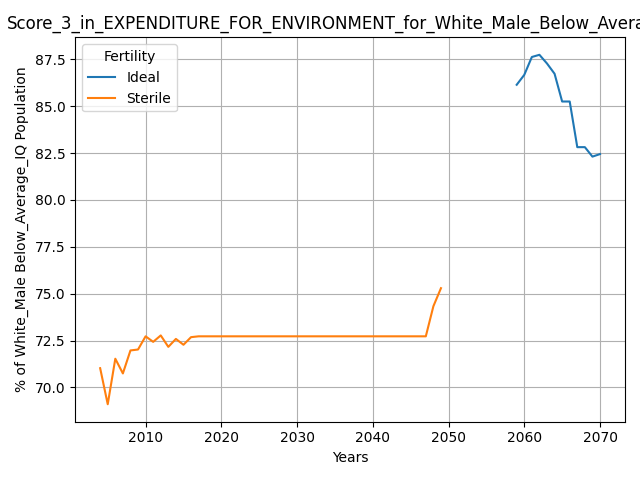 Score_3_in_EXPENDITURE_FOR_ENVIRONMENT_for_White_Male_Below_Avera
Fertility
Ideal
Sterile
87.5
85.0
82.5
80.0
77.5
75.0
72.5
70.0
% of White_Male Below_Average_IQ Population
2010 2020 2030 2040 2050 2060 2070
Years